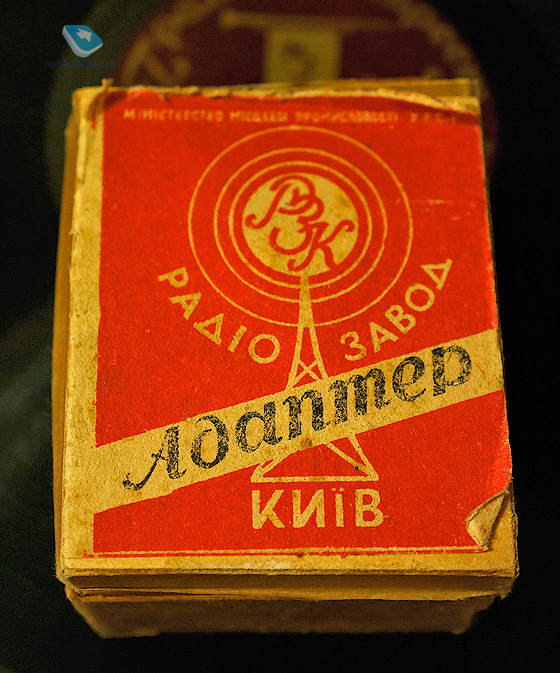 МІНІСТЕРСТВО МІСЦЕВОЇ ПРОМИСЛОВОСТІ У.Р.С.Р.
РЗК
РАДІО ЗАВОД
Адаптер
КИЇВ